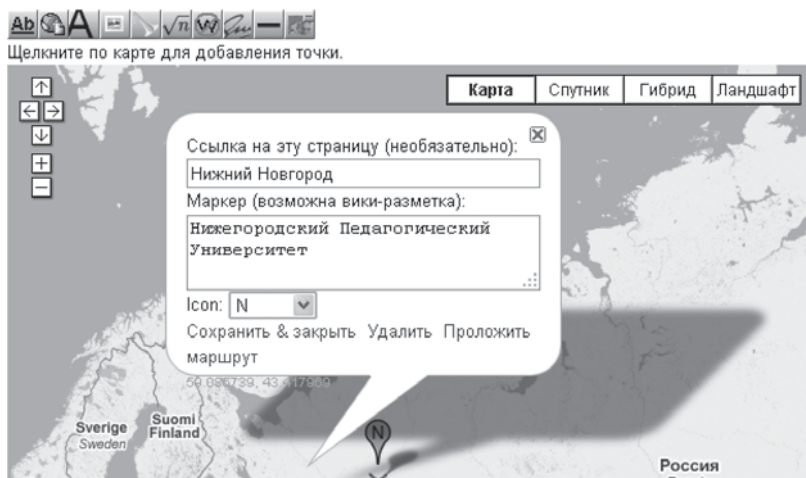 Ab A √n W
Щелкните по карте для добавления точки.
Карта Спутник Гибрид Ландшафт
Ссылка на эту страницу (необязательно):
Нижний Новгород
Маркер (возможна вики-разметка):
Нижегородский Педагогический
Университет
Icon: N
Сохранить & закрыть Удалить Проложить
маршрут
Sverige
Sweden
Suomi
Finland
N
Россия